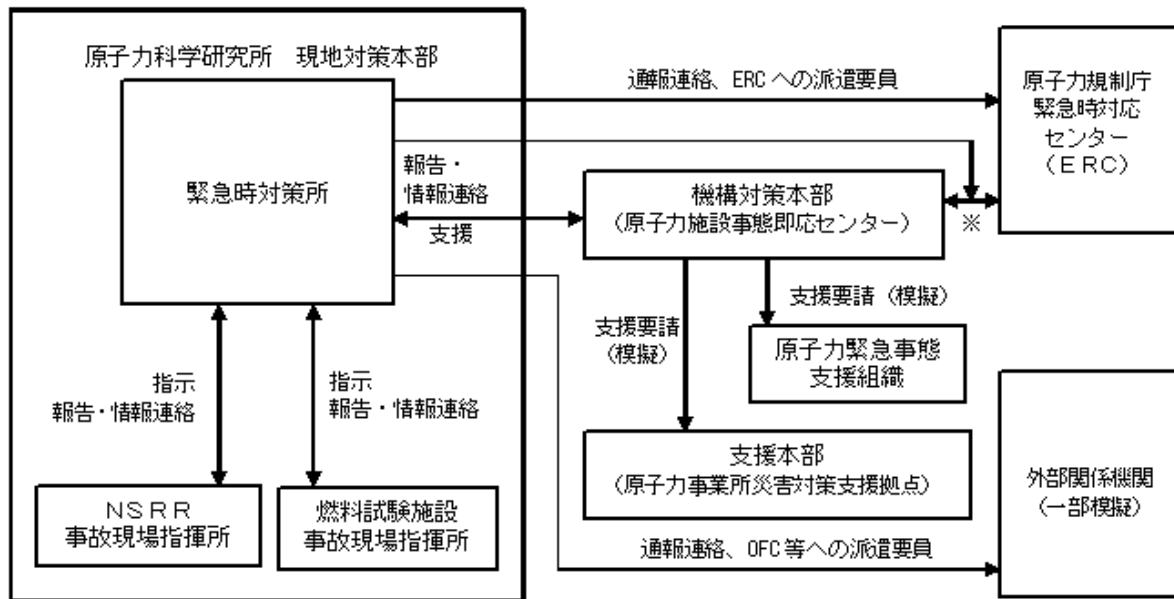 原子力科学研究所　現地対策本部
緊急時対策所
通報連絡、ERCへの派遣要員
原子力規制庁
緊急時対応
センター
（ＥＲＣ）
報告・
情報連絡
支援
機構対策本部
（原子力施設事態即応センター）
※
支援要請（模擬）
支援要請
（模擬）
原子力緊急事態
支援組織
指示
報告・情報連絡
指示
報告・情報連絡
支援本部
（原子力事業所災害対策支援拠点）
外部関係機関
（一部模擬）
ＮＳＲＲ
事故現場指揮所
燃料試験施設
事故現場指揮所
通報連絡、OFC等への派遣要員